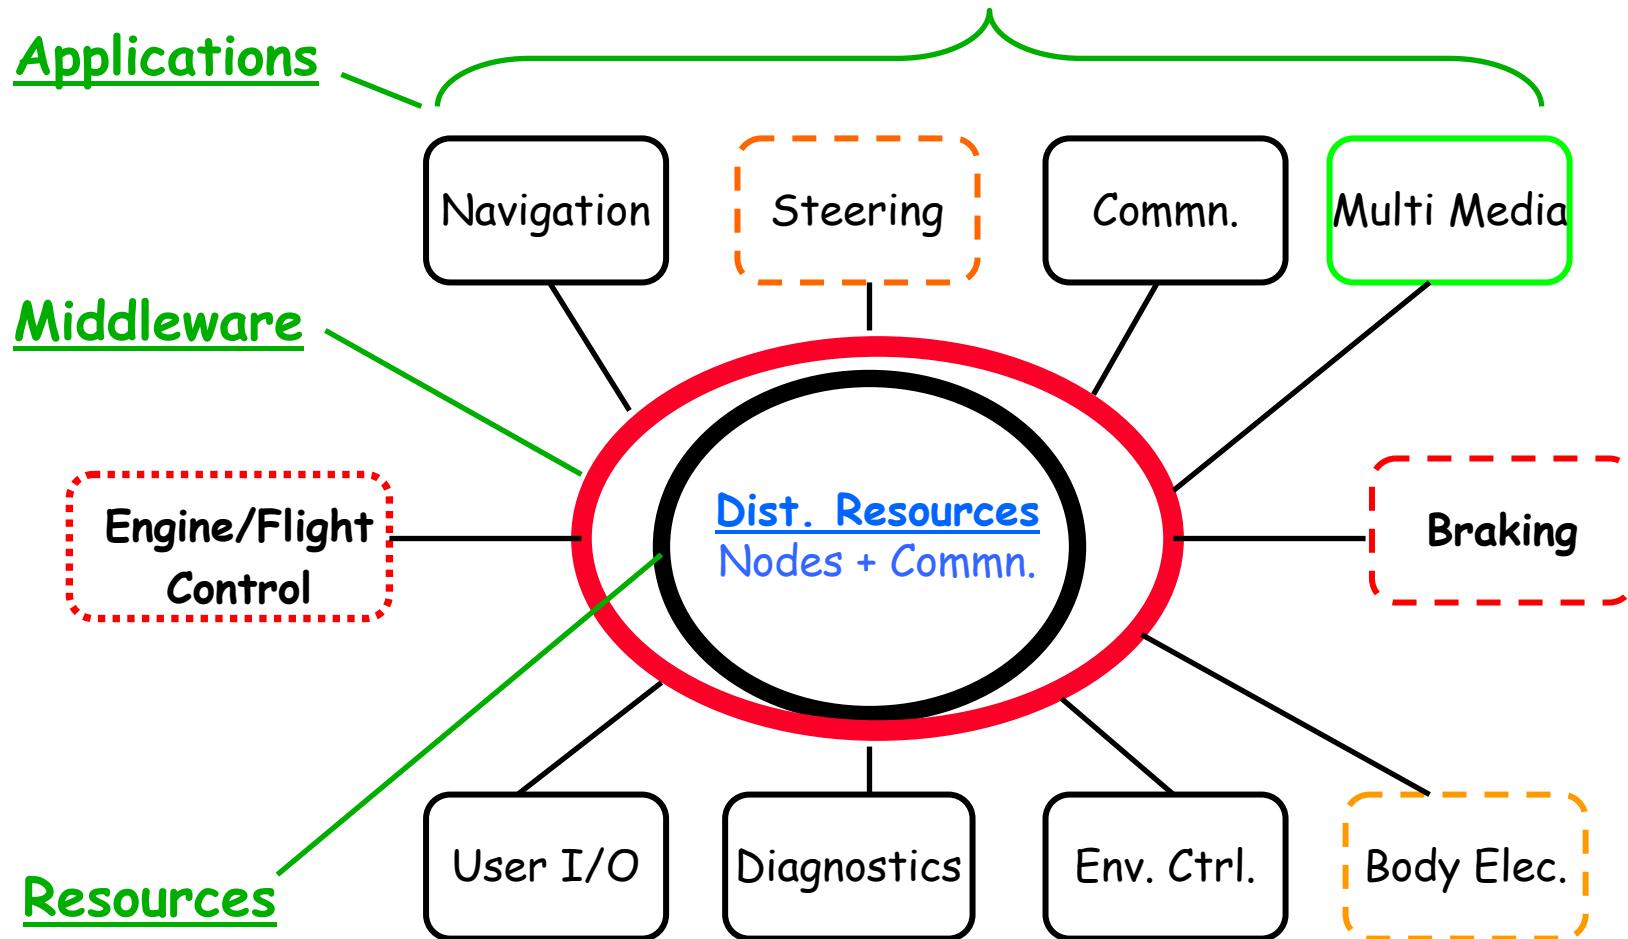 Applications
Navigation
Steering
Commn.
Multi Media
Middleware
Engine/Flight
Control
Dist. Resources
Nodes + Commn.
Braking
User I/O
Diagnostics
Env. Ctrl.
Body Elec.
Resources